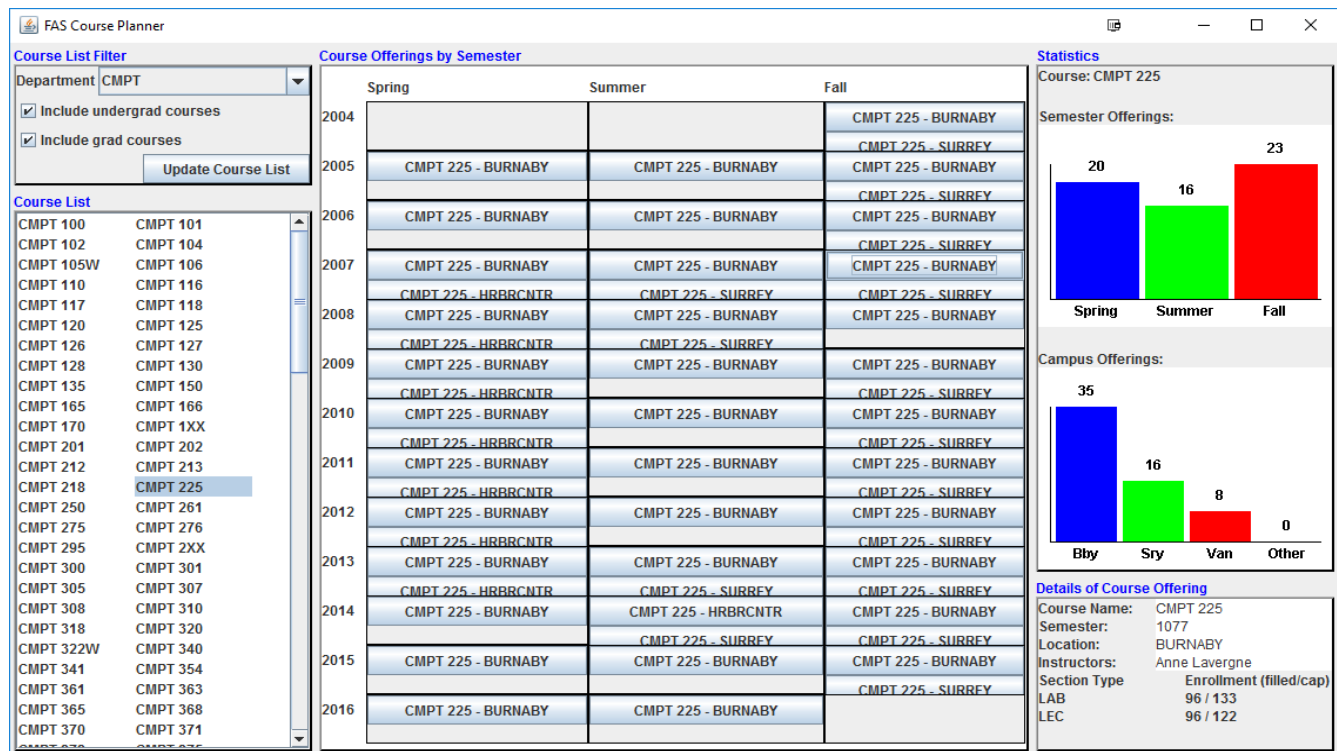 FAS Course Planner
Course List Filter
Department CMPT
Include undergrad courses
Include grad courses
Update Course List
Course List
CMPT 100 CMPT 101
CMPT 102 CMPT 104
CMPT 105W CMPT 106
CMPT 110 CMPT 116
CMPT 117 CMPT 118
CMPT 120 CMPT 125
CMPT 126 CMPT 127
CMPT 128 CMPT 130
CMPT 135 CMPT 150
CMPT 165 CMPT 166
CMPT 170 CMPT 1XX
CMPT 201 CMPT 202
CMPT 212 CMPT 213
CMPT 218 CMPT 225
CMPT 250 CMPT 261
CMPT 275 CMPT 276
CMPT 295 CMPT 2XX
CMPT 300 CMPT 301
CMPT 305 CMPT 307
CMPT 308 CMPT 310
CMPT 318 CMPT 320
CMPT 322W CMPT 340
CMPT 341 CMPT 354
CMPT 361 CMPT 363
CMPT 365 CMPT 368
CMPT 370 CMPT 371
Course Offerings by Semester
Spring Summer Fall
2004 CMPT 225 - BURNABY
CMPT 225 - SURREY
2005 CMPT 225 - BURNABY CMPT 225 - BURNABY CMPT 225 - BURNABY
CMPT 225 - SURREY
2006 CMPT 225 - BURNABY CMPT 225 - BURNABY CMPT 225 - BURNABY
CMPT 225 - SURREY
2007 CMPT 225 - BURNABY CMPT 225 - BURNABY CMPT 225 - BURNABY
CMPT 225 - HRBRCNTR CMPT 225 - SURREY CMPT 225 - SURREY
2008 CMPT 225 - BURNABY CMPT 225 - BURNABY CMPT 225 - BURNABY
CMPT 225 - HRBRCNTR CMPT 225 - SURREY
2009 CMPT 225 - BURNABY CMPT 225 - BURNABY CMPT 225 - BURNABY
CMPT 225 - HRBRCNTR CMPT 225 - SURREY
2010 CMPT 225 - BURNABY CMPT 225 - BURNABY CMPT 225 - BURNABY
CMPT 225 - HRBRCNTR CMPT 225 - SURREY
2011 CMPT 225 - BURNABY CMPT 225 - BURNABY CMPT 225 - BURNABY
CMPT 225 - HRBRCNTR CMPT 225 - SURREY
2012 CMPT 225 - BURNABY CMPT 225 - BURNABY CMPT 225 - BURNABY
CMPT 225 - HRBRCNTR CMPT 225 - SURREY
2013 CMPT 225 - BURNABY CMPT 225 - BURNABY CMPT 225 - BURNABY
CMPT 225 - HRBRCNTR CMPT 225 - SURREY CMPT 225 - SURREY
2014 CMPT 225 - BURNABY CMPT 225 - HRBRCNTR CMPT 225 - BURNABY
CMPT 225 - SURREY CMPT 225 - SURREY
2015 CMPT 225 - BURNABY CMPT 225 - BURNABY CMPT 225 - BURNABY
CMPT 225 - SURREY
2016 CMPT 225 - BURNABY CMPT 225 - BURNABY
Statistics
Course: CMPT 225
Semester Offerings:
20 16 23
Spring Summer Fall
Campus Offerings:
35 16 8 0
Bby Sry Van Other
Details of Course Offering
Course Name: CMPT 225
Semester: 1077
Location: BURNABY
Instructors: Anne Lavergne
Section Type Enrollment (filled/cap)
LAB 96 / 133
LEC 96 / 122